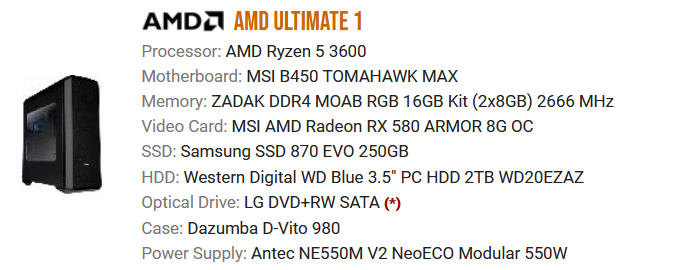 AMD AMD ULTIMATE 1
Processor: AMD Ryzen 5 3600
Motherboard: MSI B450 TOMAHAWK MAX
Memory: ZADAK DDR4 MOAB RGB 16GB Kit (2x8GB) 2666 MHz
Video Card: MSI AMD Radeon RX 580 ARMOR 8G OC
SSD: Samsung SSD 870 EVO 250GB
HDD: Western Digital WD Blue 3.5" PC HDD 2TB WD20EZAZ
Optical Drive: LG DVD+RW SATA (*)
Case: Dazumba D-Vito 980
Power Supply: Antec NE550M V2 NeoECO Modular 550W